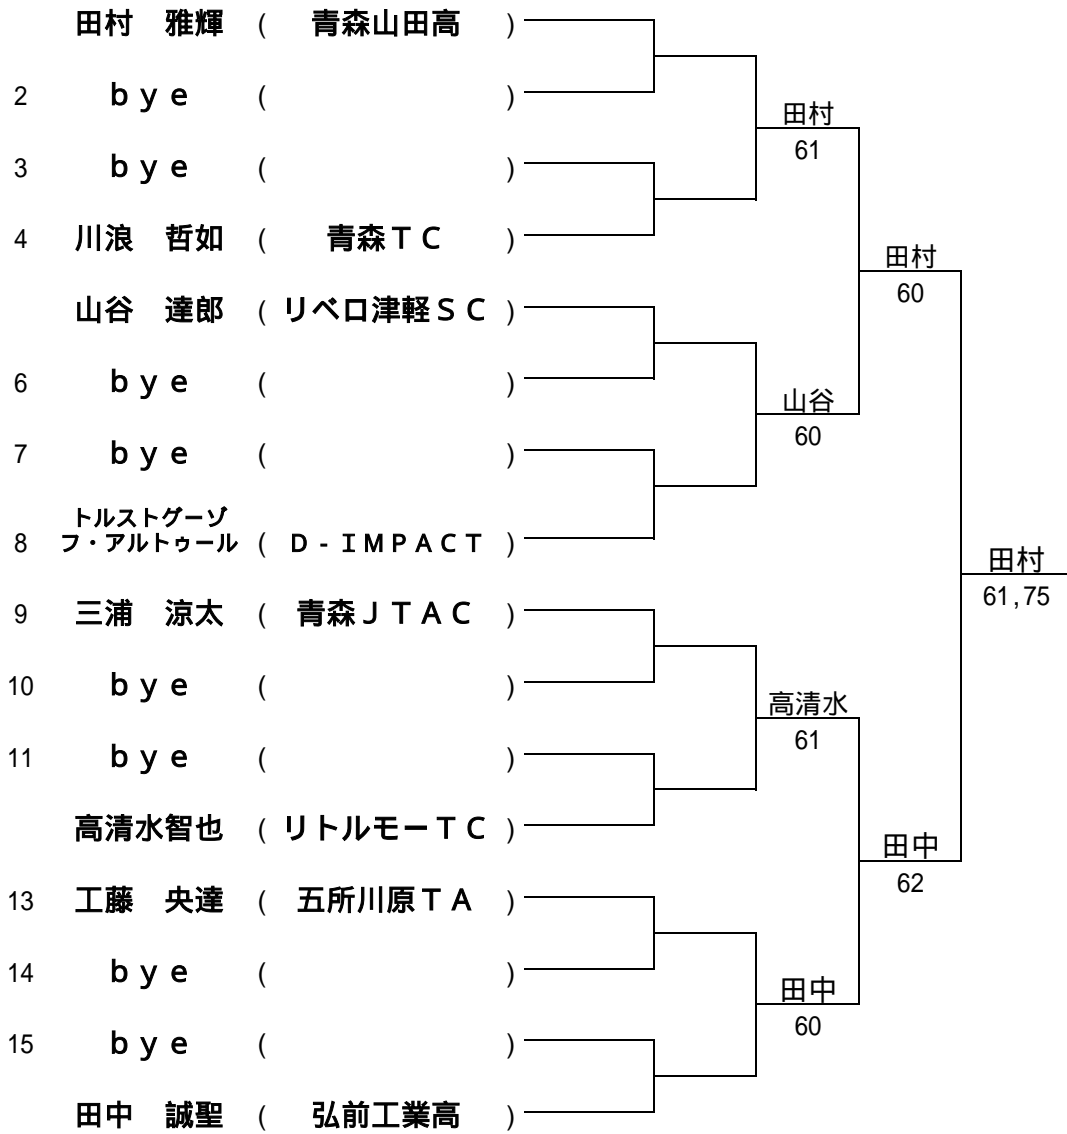 田村　雅輝 ( 青森山田高 )
2 ｂｙｅ ( )
田村
61
3 ｂｙｅ ( )
4 川浪　哲如 ( 青森ＴＣ )
田村
60
山谷　達郎 ( リベロ津軽ＳＣ )
6 ｂｙｅ ( )
山谷
60
7 ｂｙｅ ( )
トルストグーゾ
8 フ・アルトゥール ( Ｄ‐ＩＭＰＡＣＴ )
田村
61,75
9 三浦　涼太 ( 青森ＪＴＡＣ )
10 ｂｙｅ ( )
高清水
61
11 ｂｙｅ ( )
高清水智也 ( リトルモーＴＣ )
田中
62
13 工藤　央達 ( 五所川原ＴＡ )
14 ｂｙｅ ( )
田中
60
15 ｂｙｅ ( )
田中　誠聖 ( 弘前工業高 )